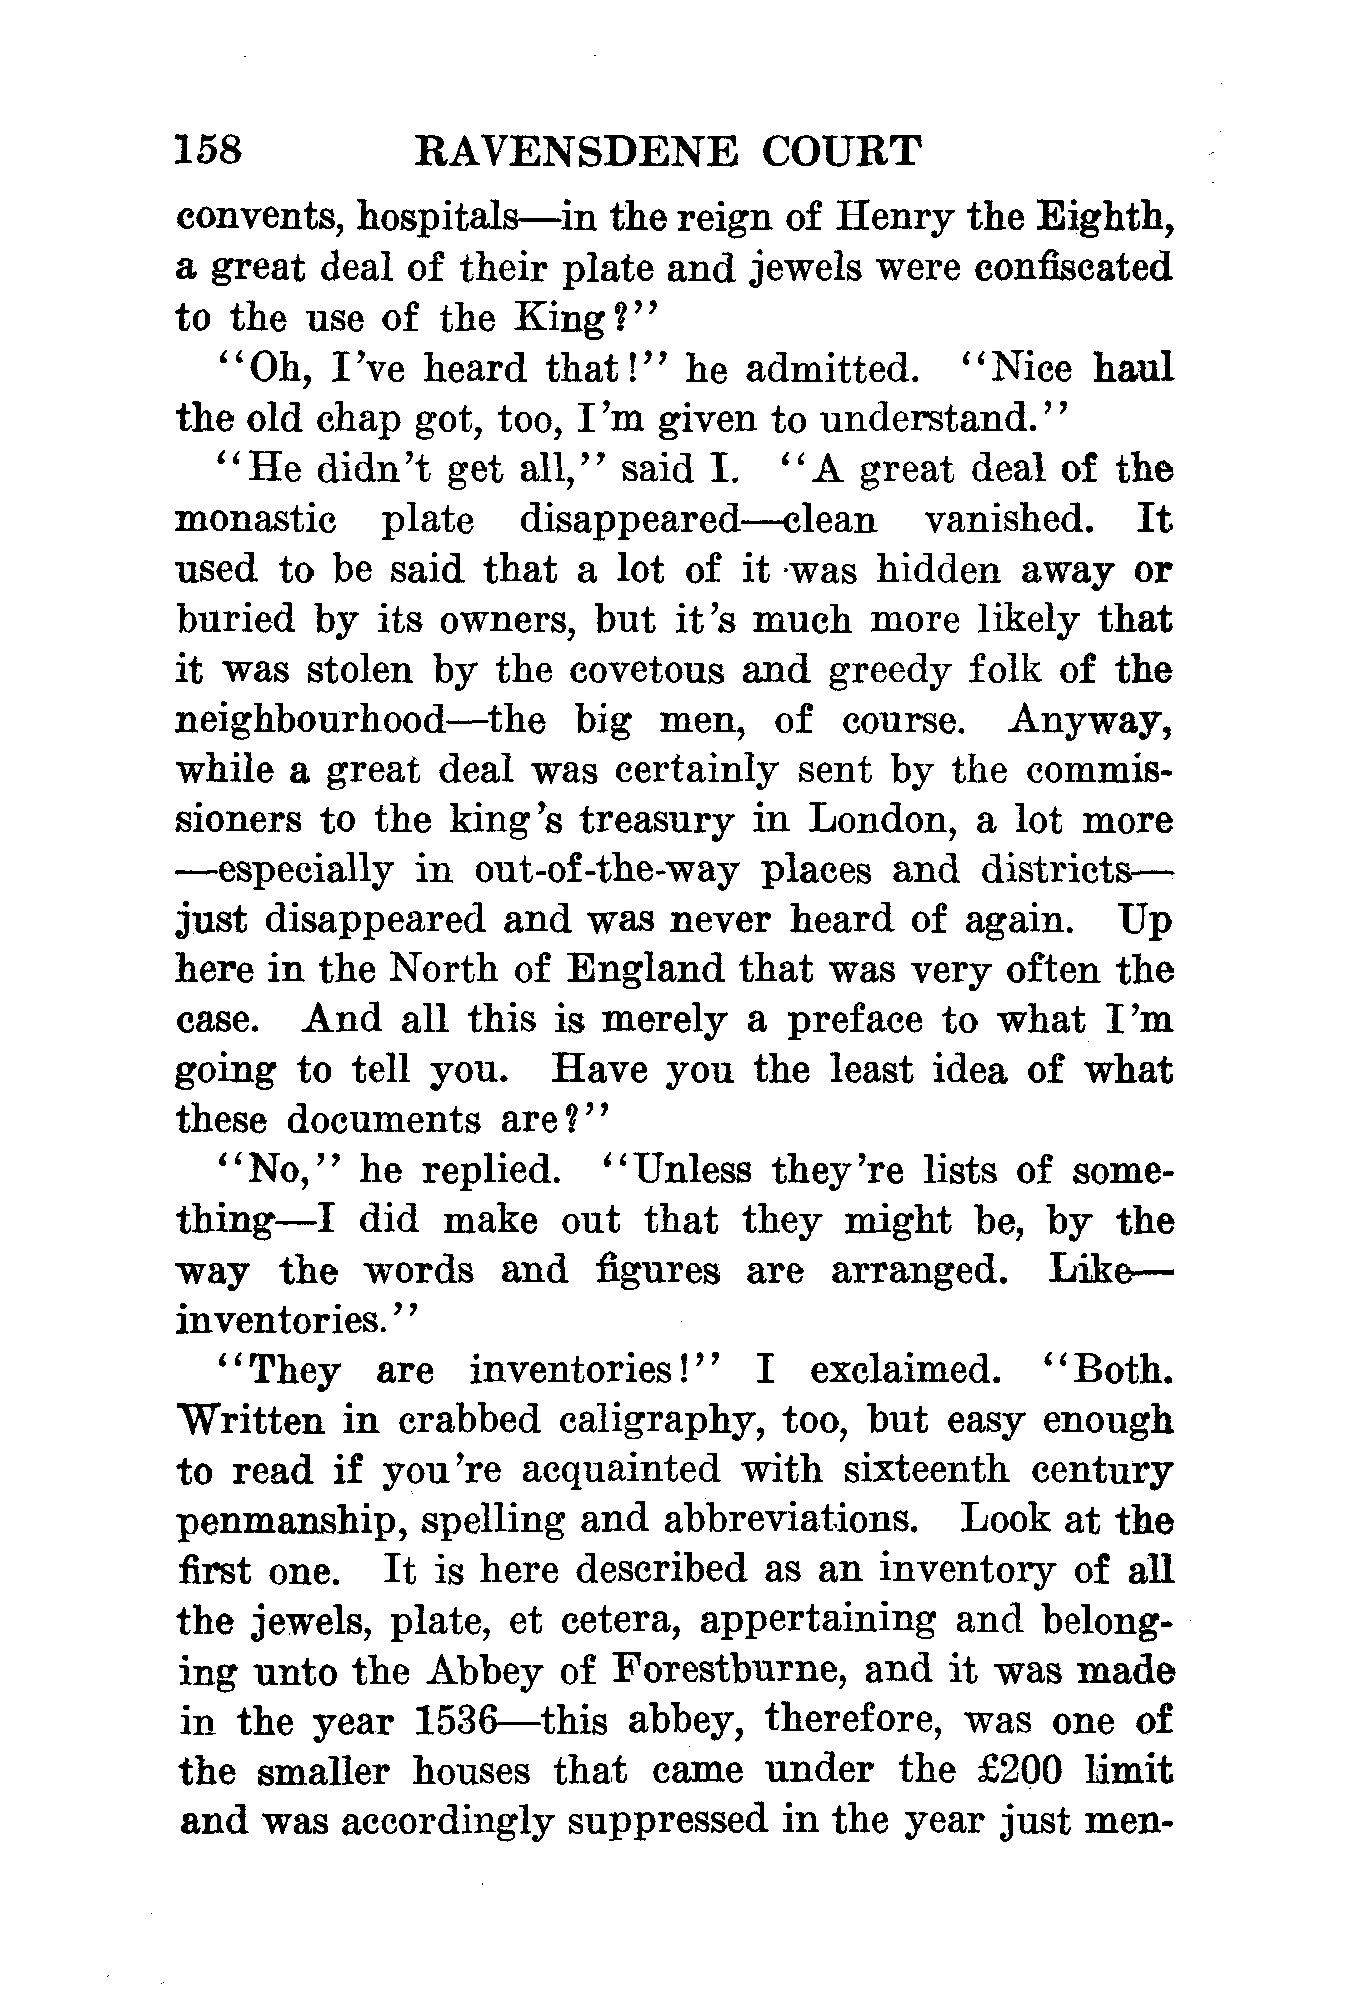 158 RAVENSDENE COURT
convents, hospitals—in the reign of Henry the Eighth,
a great deal of their plate and jewels were confiscated
to the use of the King?"
"Oh, I've heard that!" he admitted. "Nice haul
the old chap got, too, I'm given to understand."
"He didn't get all," said I. "A great deal of the
monastic plate disappeared—clean vanished. It
used to be said that a lot of it was hidden away or
buried by its owners, but it's much more likely that
it was stolen by the covetous and greedy folk of the
neighbourhood—the big men, of course. Anyway,
while a great deal was certainly sent by the commis-
sioners to the king's treasury in London, a lot more
—especially in out-of-the-way places and districts—
just disappeared and was never heard of again. Up
here in the North of England that was very often the
case. And all this is merely a preface to what I'm
going to tell you. Have you the least idea of what
these documents are?"
"No," he replied. "Unless they're lists of some-
thing—I did make out that they might be, by the
way the words and figures are arranged. Like—
inventories."
"They are inventories!" I exclaimed. "Both.
Written in crabbed caligraphy, too, but easy enough
to read if you're acquainted with sixteenth century
penmanship, spelling and abbreviations. Look at the
first one. It is here described as an inventory of all
the jewels, plate, et cetera, appertaining and belong-
ing unto the Abbey of Forestburne, and it was made
in the year 1536—this abbey, therefore, was one of
the smaller houses that came under the £200 limit
and was accordingly suppressed in the year just men-